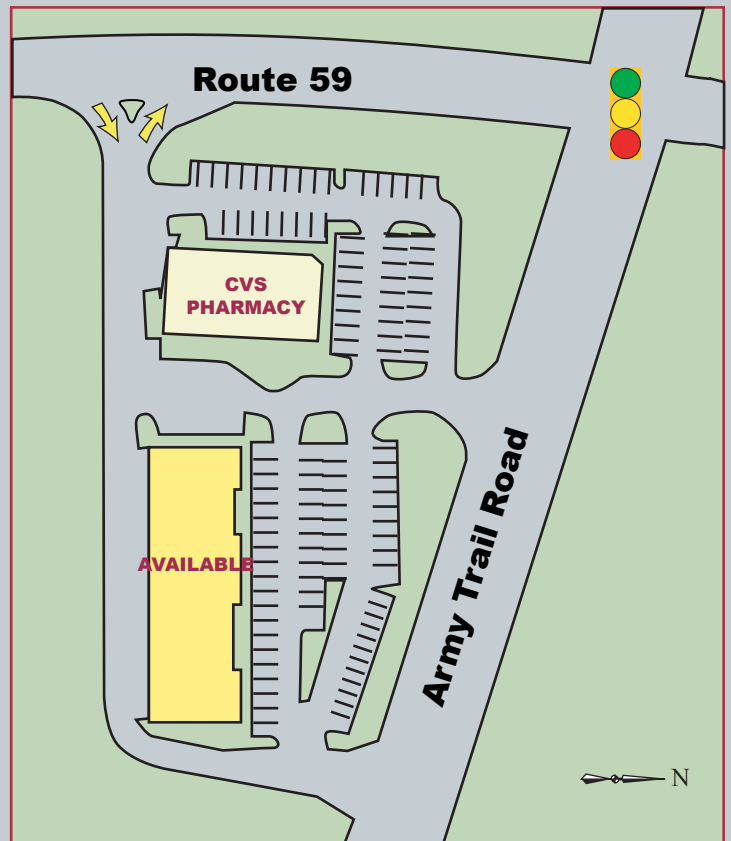 Route 59
CVS
PHARMACY
AVAILABLE
Army Trail Road
N